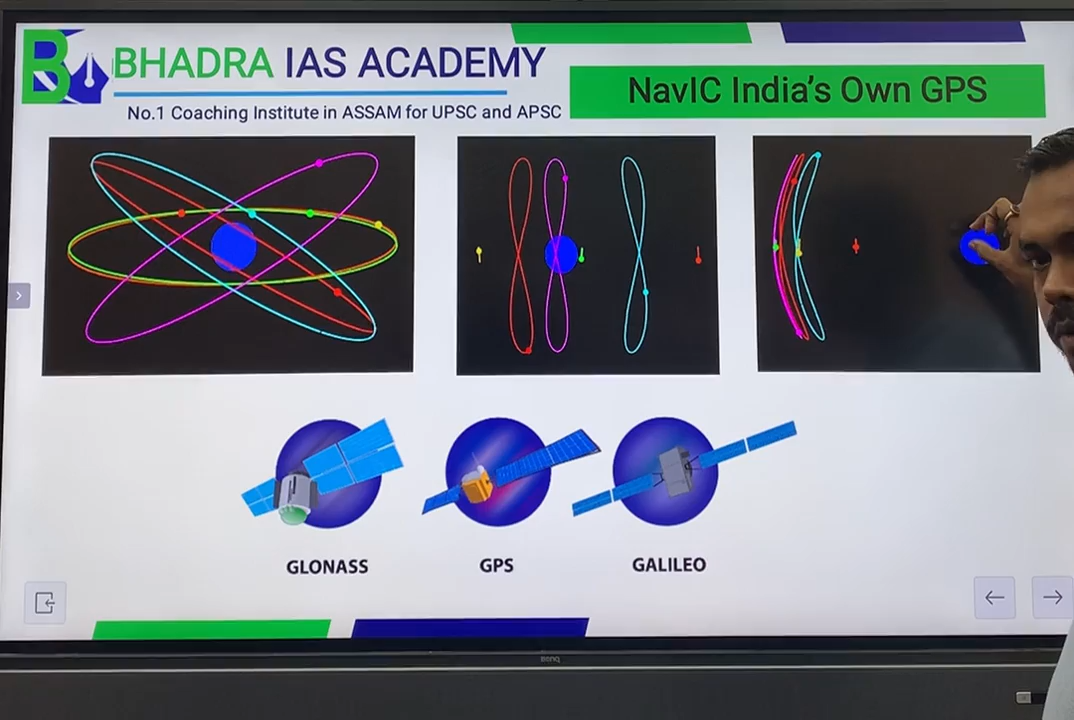 B
BHADRA IAS ACADEMY
No.1 Coaching Institute in ASSAM for UPSC and APSC
NavIC India's Own GPS
GLONASS
GPS
GALILEO
BenQ